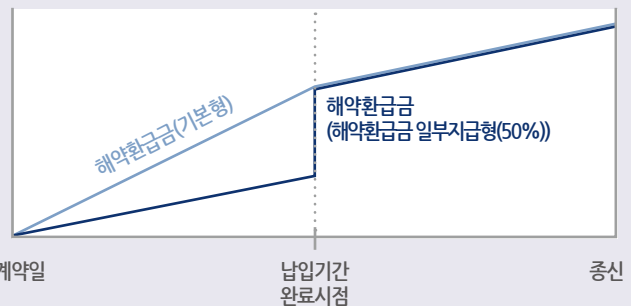 해약환급금(기본형)
해약환급금
(해약환급금 일부지급형(50%))
계약일
납입기간
완료시점
종신